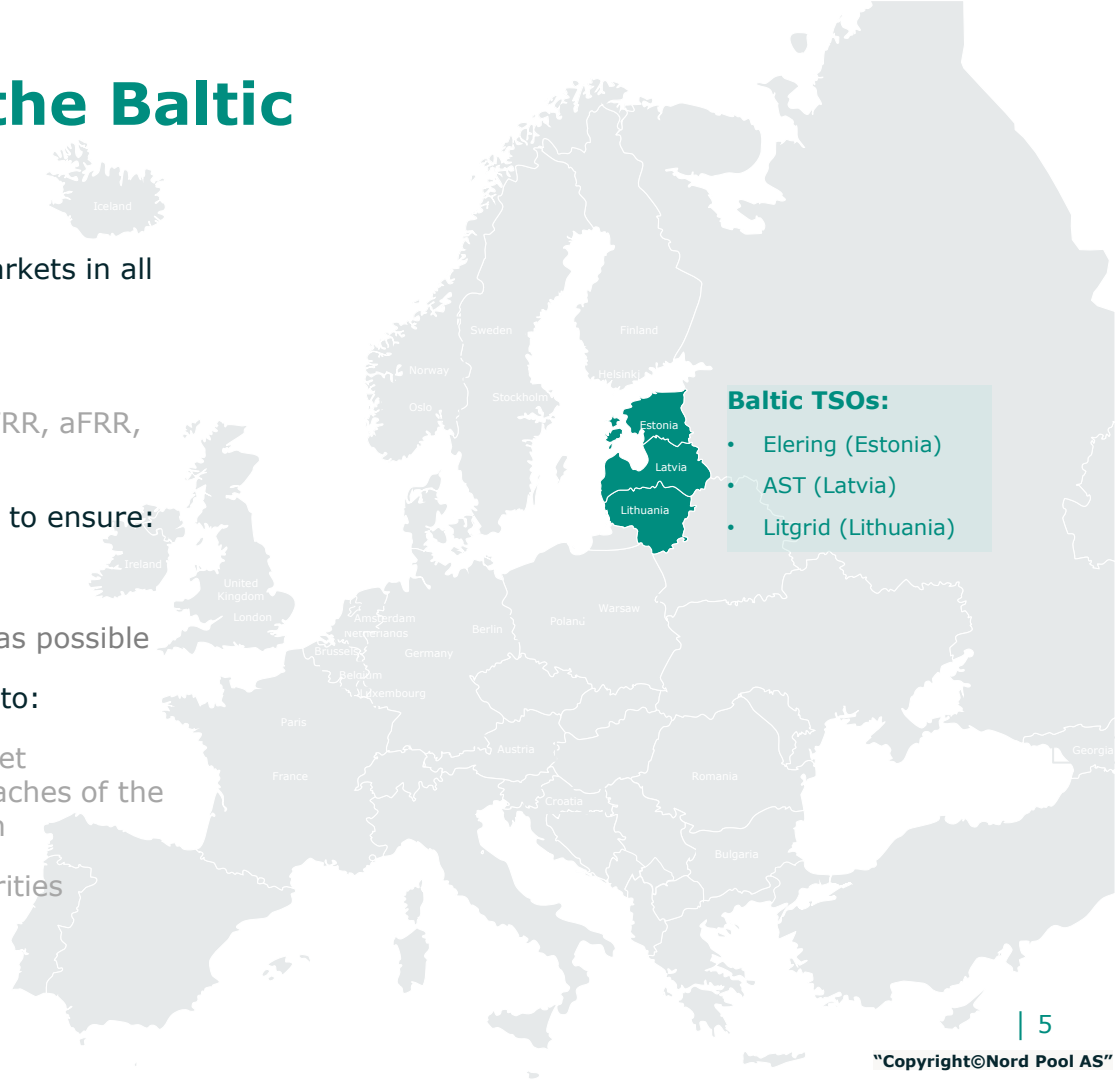 the Baltic
Iceland
arkets in all
Sweden
Finland
Helsinki
Norway
Oslo
Stockholm
Baltic TSOs:
RR, aFRR,
Estonia
• Elering (Estonia)
Latvia
• AST (Latvia)
Lithuania
• Litgrid (Lithuania)
to ensure:
Ireland
United
Kingdom
London
Amsterdam
Netherlands
Berlin
Poland
Warsaw
as possible
Brussels
Germany
Belgium
Luxembourg
to:
Paris
Austria
et
France
Romania
Georgia
aches of the
Croatia
n
Bulgaria
rities
| 5
“Copyright©Nord Pool AS”